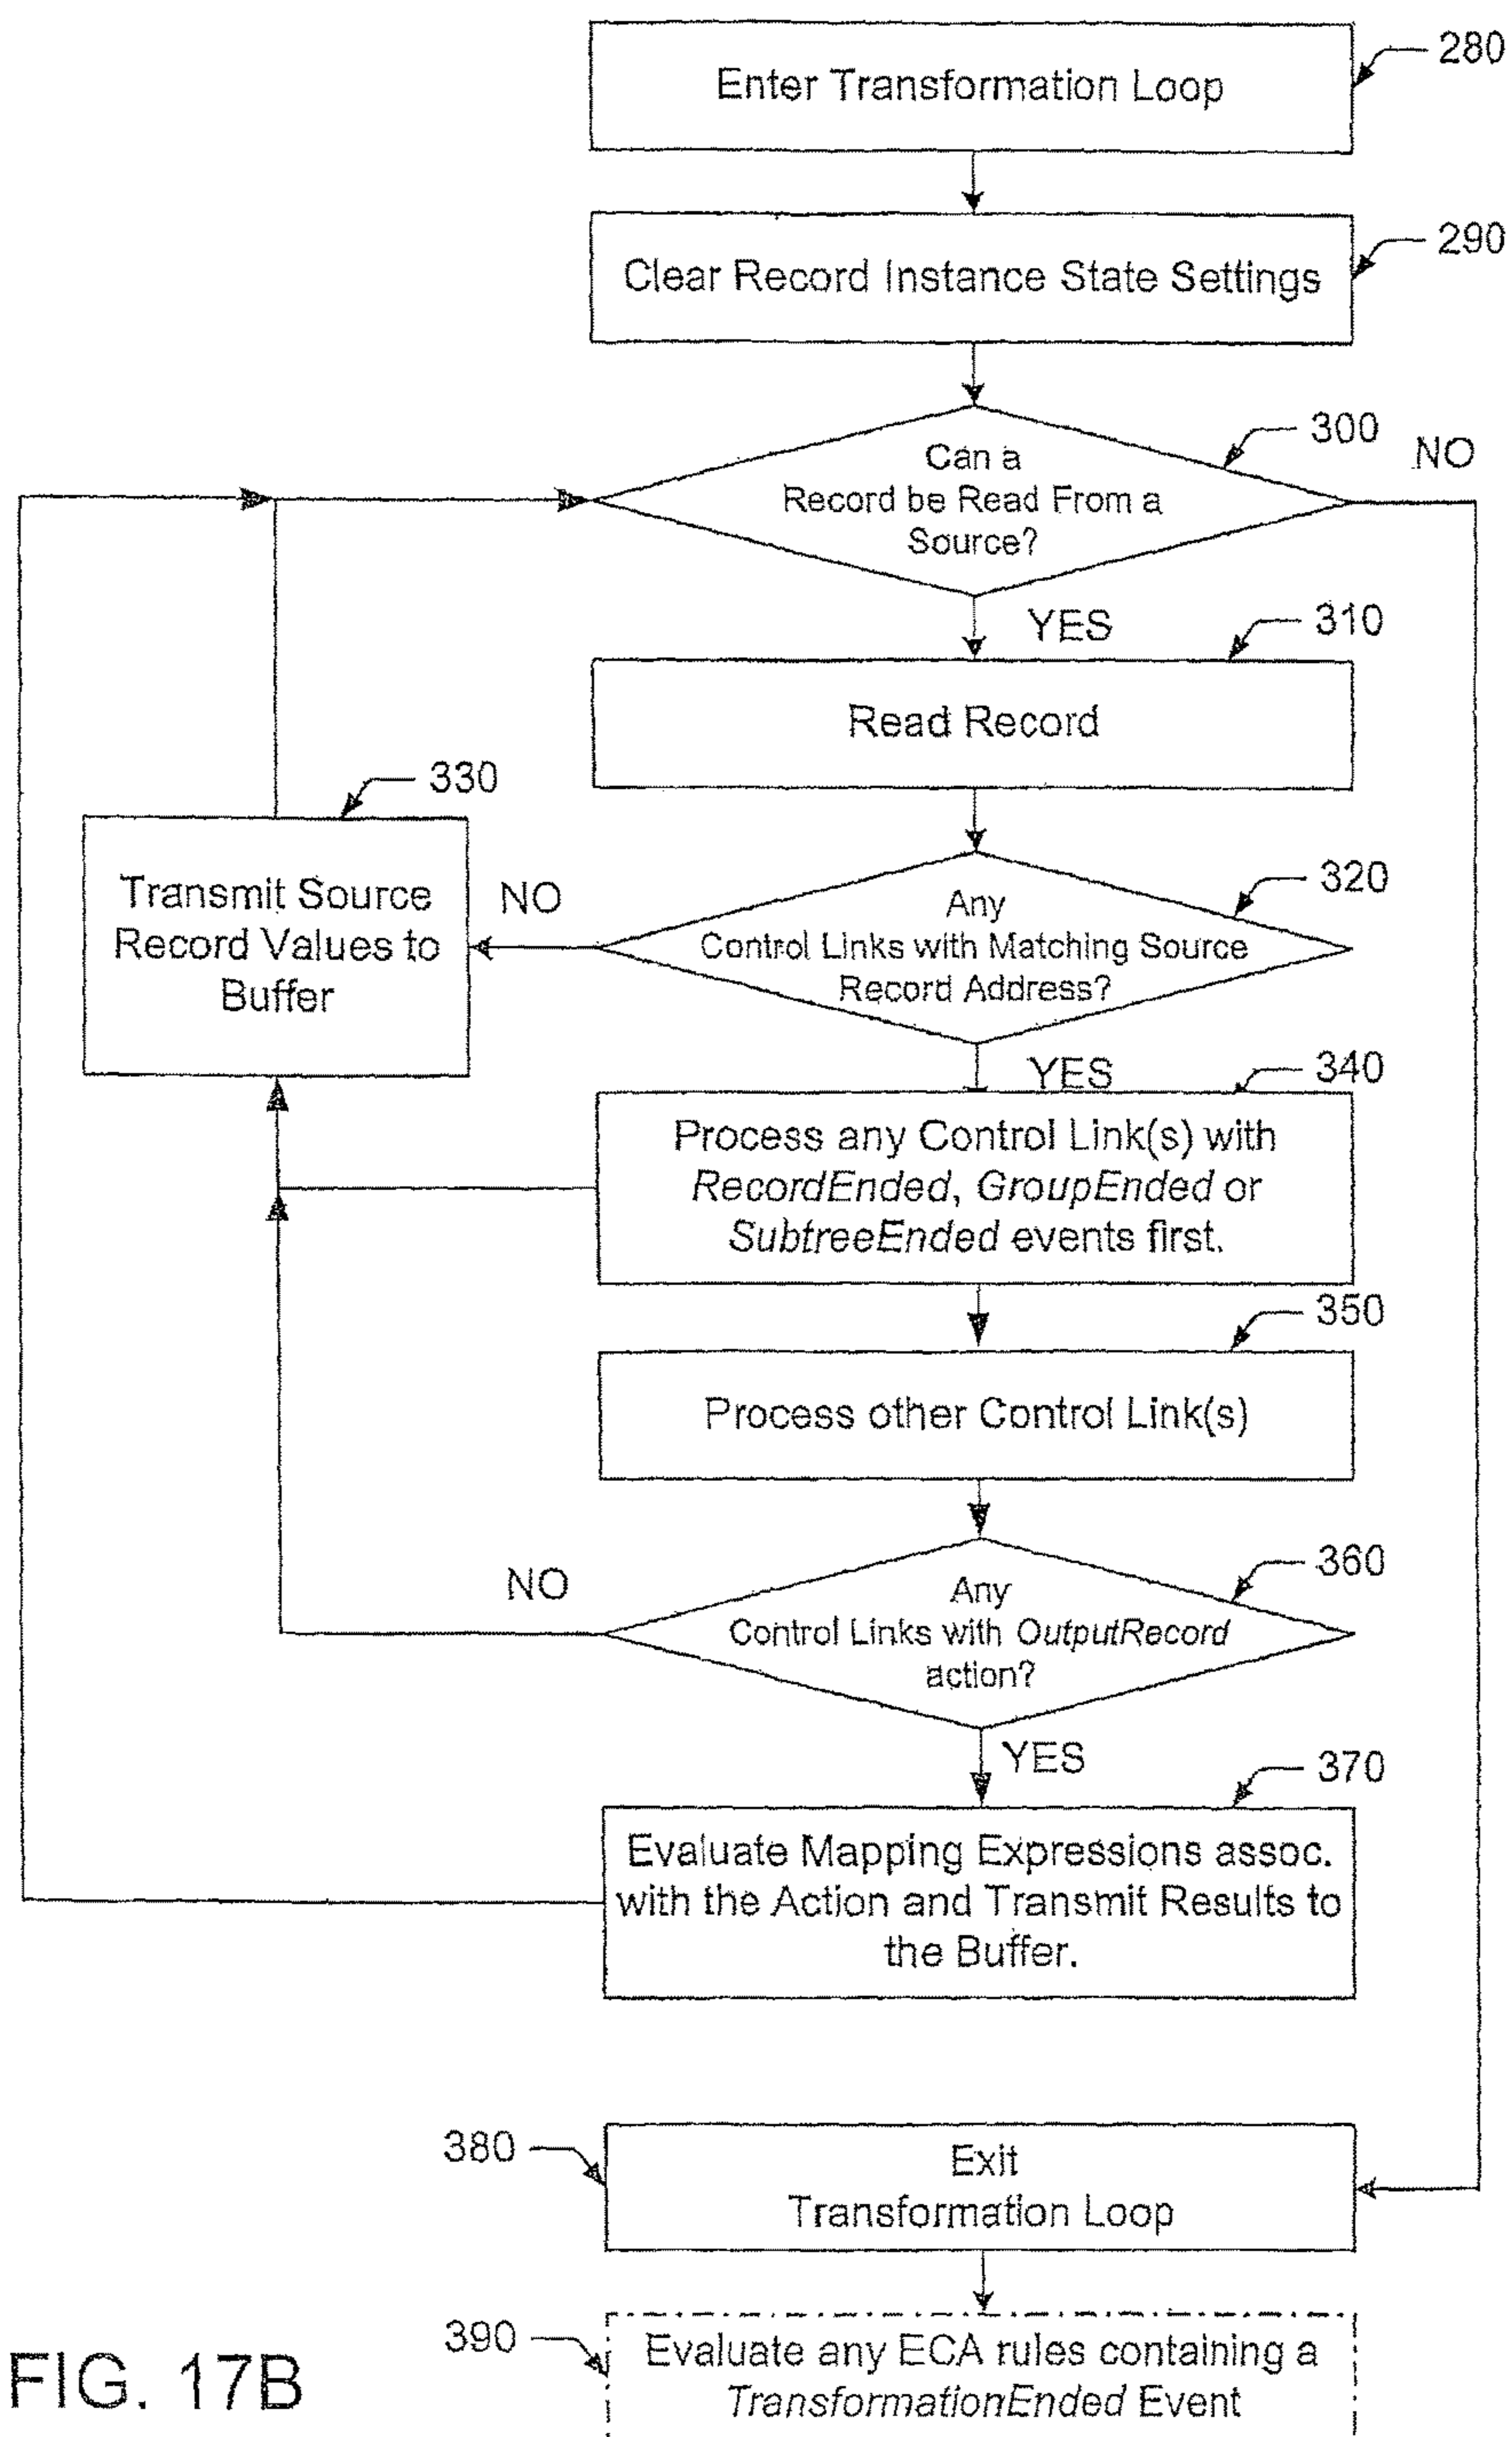 280
Enter Transformation Loop
290
Clear Record Instance State Settings
300
NO
Can a
Record be Read From a
Source?
YES
310
Read Record
330
Transmit Source
Record Values to
Buffer
NO
320
Any
Control Links with Matching Source
Record Address?
YES
340
Process any Control Link(s) with
RecordEnded, GroupEnded or
SubtreeEnded events first.
350
Process other Control Link(s)
360
NO
Any
Control Links with OutputRecord
action?
YES
370
Evaluate Mapping Expressions assoc.
with the Action and Transmit Results to
the Buffer.
380
Exit
Transformation Loop
390
Evaluate any ECA rules containing a
TransformationEnded Event
FIG. 17B